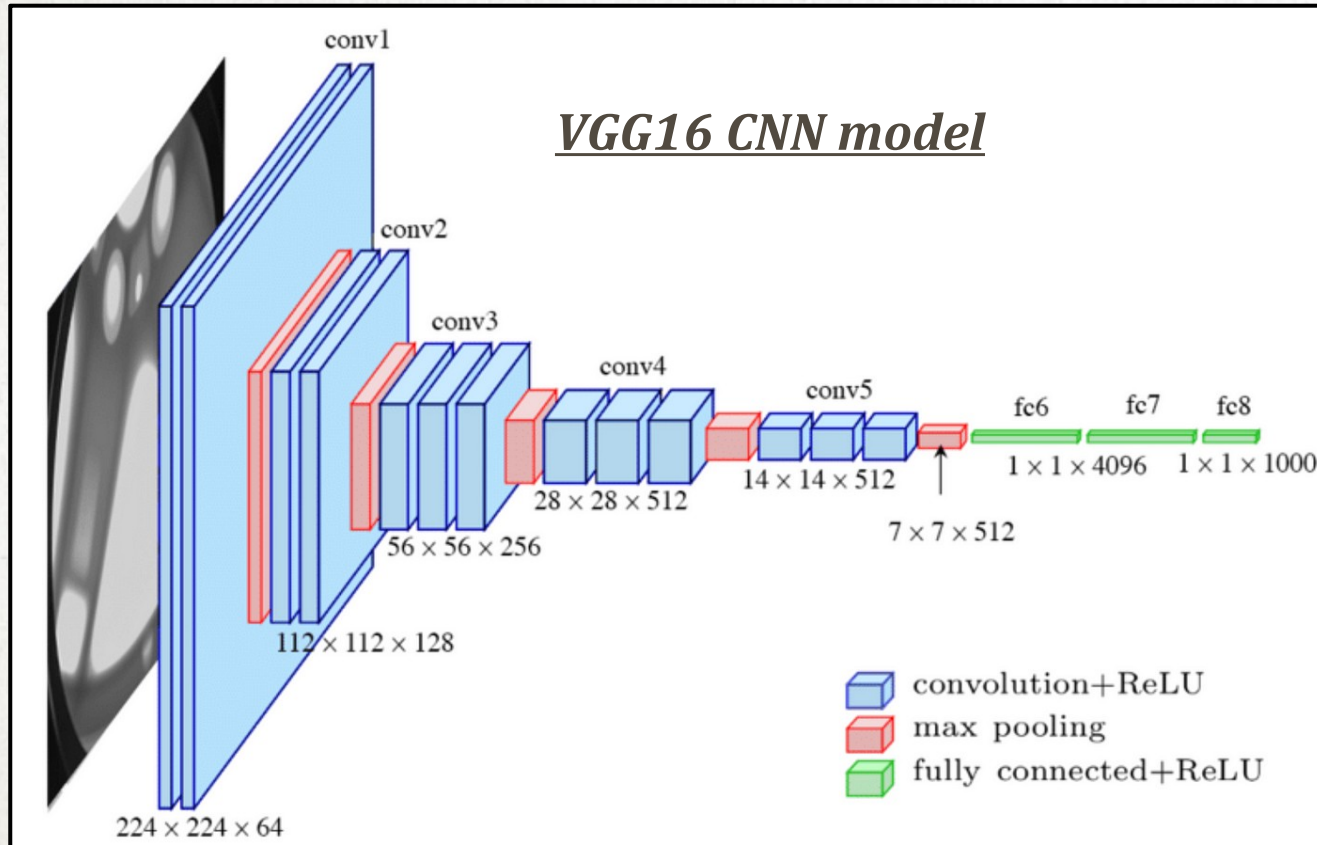 conv1
VGG16 CNN model
conv2
conv3
conv4
conv5
fc6
fc7
fc8
1 × 1 × 4096
1 × 1 × 1000
14 × 14 × 512
28 × 28 × 512
7 × 7 × 512
56 × 56 × 256
112 × 112 × 128
convolution+ReLU
max pooling
fully connected+ReLU
224 × 224 × 64